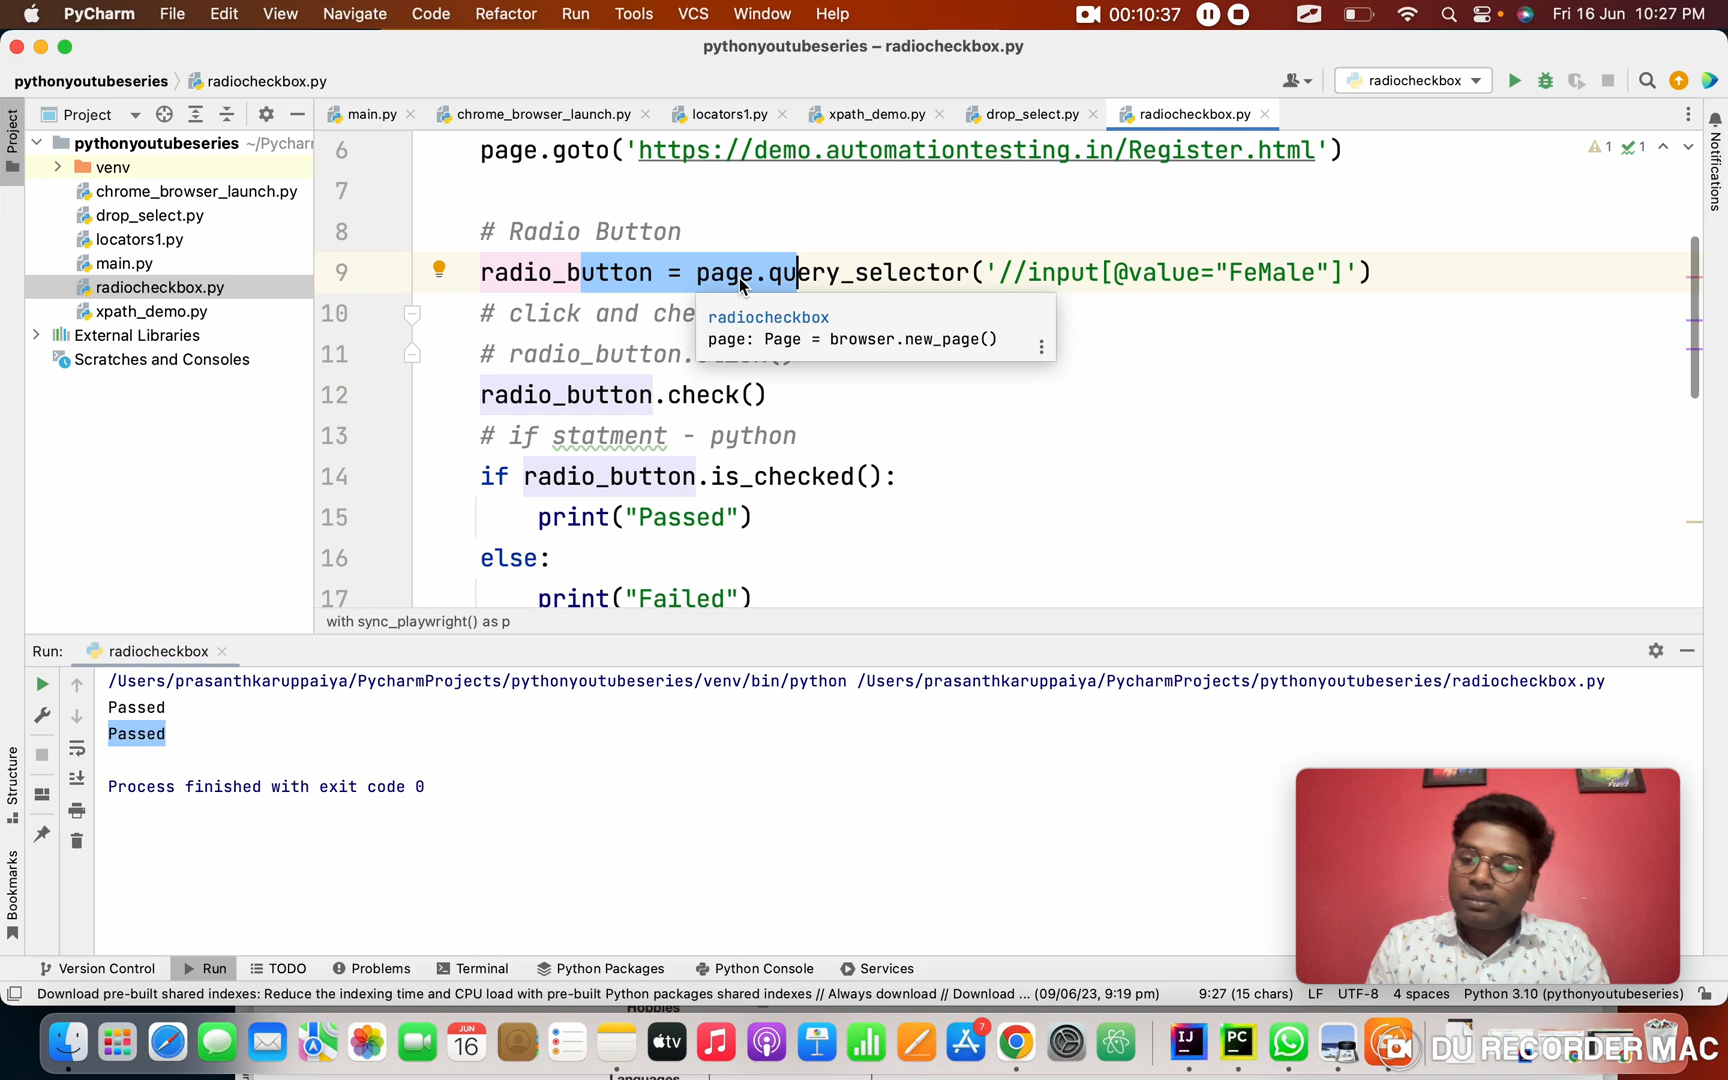 PyCharm File Edit View Navigate Code Refactor Run Tools VCS Window Help 00:10:37 Fri 16 Jun 10:27 PM
pythonyoutubeseries – radiocheckbox.py
pythonyoutubeseries radiocheckbox.py radiocheckbox
Project main.py chrome_browser_launch.py locators1.py xpath_demo.py drop_select.py radiocheckbox.py
Project
Notifications
pythonyoutubeseries ~/Pycharr
venv
chrome_browser_launch.py
drop_select.py
locators1.py
main.py
radiocheckbox.py
xpath_demo.py
External Libraries
Scratches and Consoles
1 1
6 page.goto('https://demo.automationtesting.in/Register.html')
7
8 # Radio Button
9 radio_button = page.query_selector('//input[@value="FeMale"]')
10 # click and che
11 # radio_button.
12 radio_button.check()
13 # if statment - python
14 if radio_button.is_checked():
15 print("Passed")
16 else:
17 print("Failed")
radiocheckbox
page: Page = browser.new_page()
with sync_playwright() as p
Run: radiocheckbox
/Users/prasanthkaruppaiya/PycharmProjects/pythonyoutubeseries/venv/bin/python /Users/prasanthkaruppaiya/PycharmProjects/pythonyoutubeseries/radiocheckbox.py
Passed
Passed
Process finished with exit code 0
Structure
Bookmarks
Version Control Run TODO Problems Terminal Python Packages Python Console Services
Download pre-built shared indexes: Reduce the indexing time and CPU load with pre-built Python packages shared indexes // Always download // Download ... (09/06/23, 9:19 pm) 9:27 (15 chars) LF UTF-8 4 spaces Python 3.10 (pythonyoutubeseries)
Hobbies
JUN
16
tv
7
IJ
PC
DU RECORDER MAC
Languages